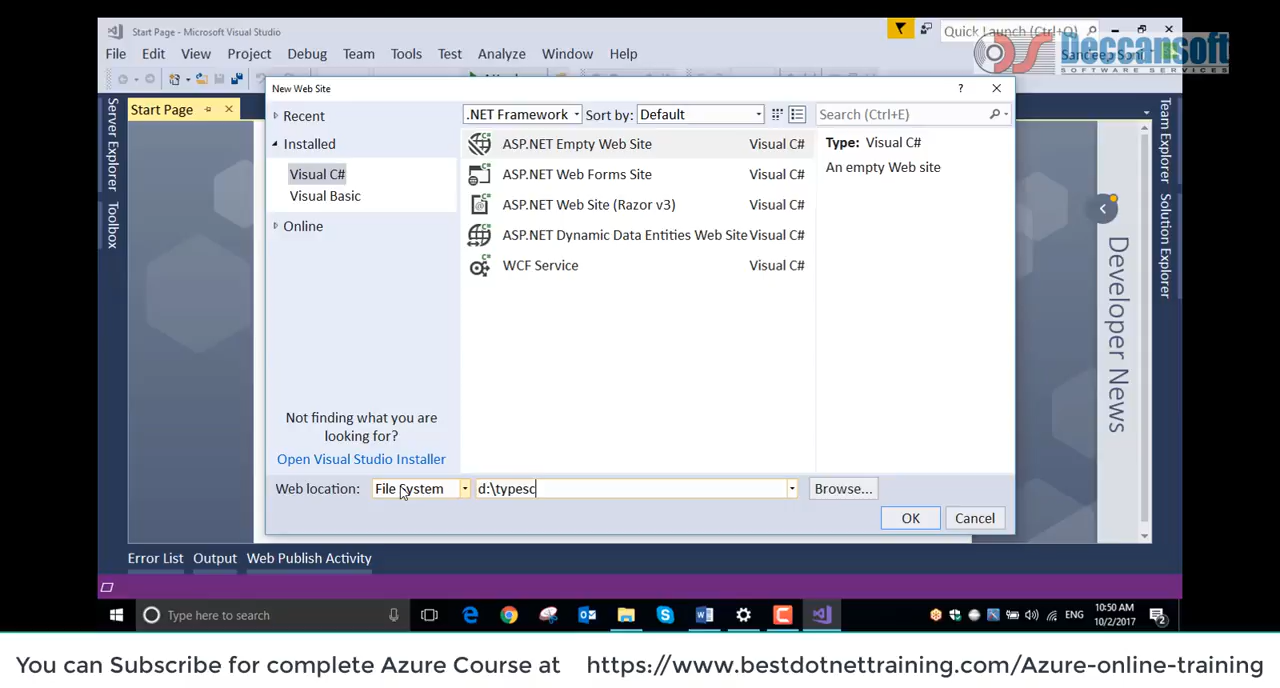 Start Page - Microsoft Visual Studio
Quick Launch (Ctrl+Q)
Deccansoft
SOFTWARE SERVICES
File Edit View Project Debug Team Tools Test Analyze Window Help
New Web Site
?
Start Page
Server Explorer
Toolbox
Recent
Installed
Visual C#
Visual Basic
Online
.NET Framework
Sort by: Default
Search (Ctrl+E)
ASP.NET Empty Web Site Visual C#
ASP.NET Web Forms Site Visual C#
ASP.NET Web Site (Razor v3) Visual C#
ASP.NET Dynamic Data Entities Web Site Visual C#
WCF Service Visual C#
Type: Visual C#
An empty Web site
Team Explorer
Solution Explorer
Developer News
Not finding what you are
looking for?
Open Visual Studio Installer
Web location: File System d:\typesc Browse...
OK Cancel
Error List Output Web Publish Activity
Type here to search
ENG
10:50 AM
10/2/2017
2
You can Subscribe for complete Azure Course at https://www.bestdotnettraining.com/Azure-online-training